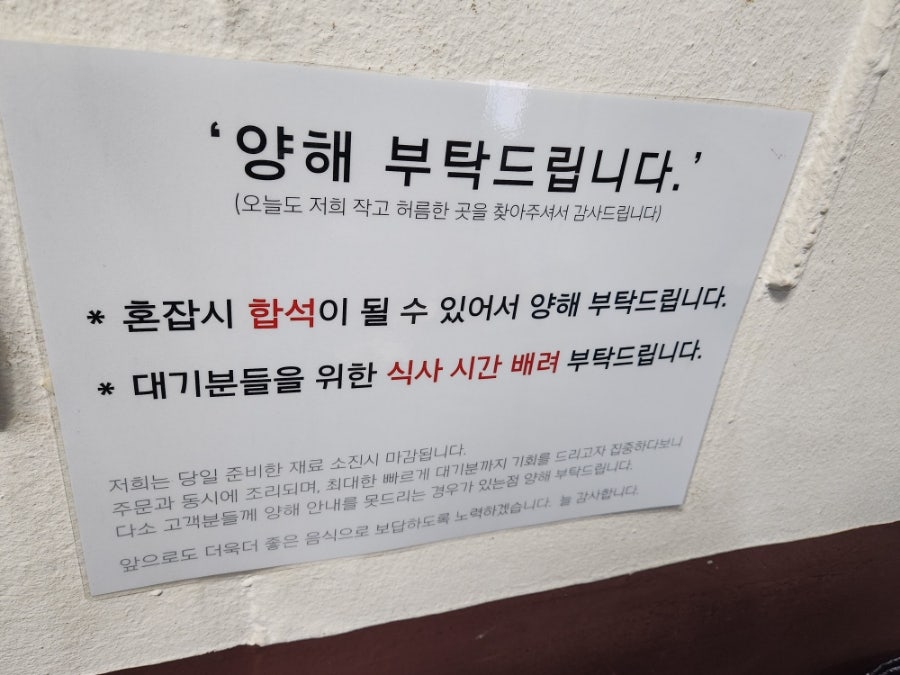 ‘양해 부탁드립니다.’
(오늘도 저희 작고 허름한 곳을 찾아주셔서 감사드립니다)
* 혼잡시 합석이 될 수 있어서 양해 부탁드립니다.
* 대기분들을 위한 식사 시간 배려 부탁드립니다.
저희는 당일 준비한 재료 소진시 마감됩니다.
주문과 동시에 조리되며, 최대한 빠르게 대기분까지 기회를 드리고자 집중하다보니
다소 고객분들께 양해 안내를 못드리는 경우가 있는점 양해 부탁드립니다.
앞으로도 더욱더 좋은 음식으로 보답하도록 노력하겠습니다. 늘 감사합니다.